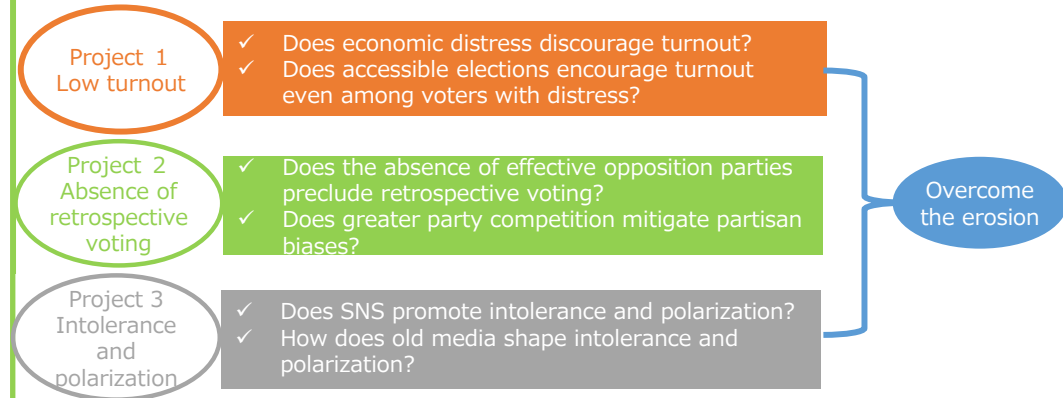 Project 1
Low turnout
✓ Does economic distress discourage turnout?
✓ Does accessible elections encourage turnout
even among voters with distress?
Project 2
Absence of
retrospective
voting
✓ Does the absence of effective opposition parties
preclude retrospective voting?
✓ Does greater party competition mitigate partisan
biases?
Project 3
Intolerance
and
polarization
✓ Does SNS promote intolerance and polarization?
✓ How does old media shape intolerance and
polarization?
Overcome
the erosion